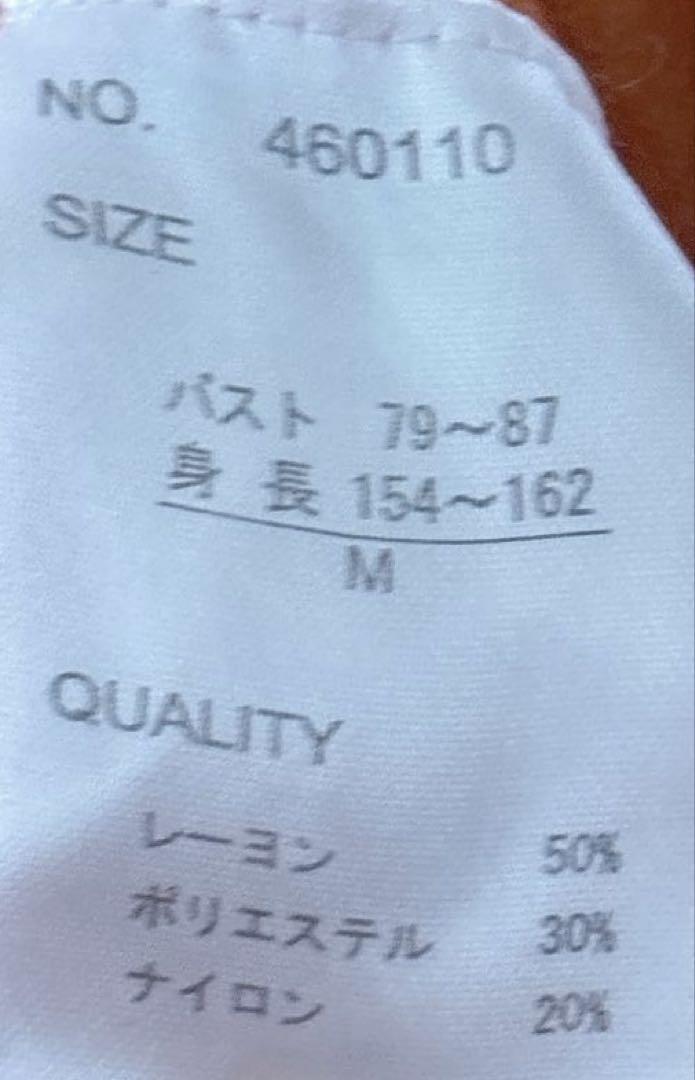 NO. 460110
SIZE
バスト 79~87
身長 154~162
M
QUALITY
レーヨン 50%
ポリエステル 30%
ナイロン 20%